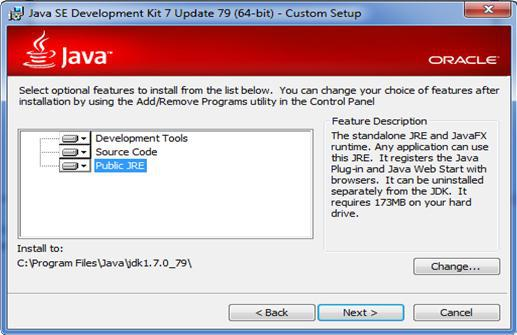 Java SE Development Kit 7 Update 79 (64-bit) - Custom Setup
Java™
ORACLE
Select optional features to install from the list below. You can change your choice of features after
installation by using the Add/Remove Programs utility in the Control Panel
Development Tools
Source Code
Public JRE
Feature Description
The standalone JRE and JavaFX
runtime. Any application can use
this JRE. It registers the Java
Plug-in and Java Web Start with
browsers. It can be uninstalled
separately from the JDK. It
requires 173MB on your hard
drive.
Install to:
C:\Program Files\Java\jdk1.7.0_79\
Change...
< Back
Next >
Cancel